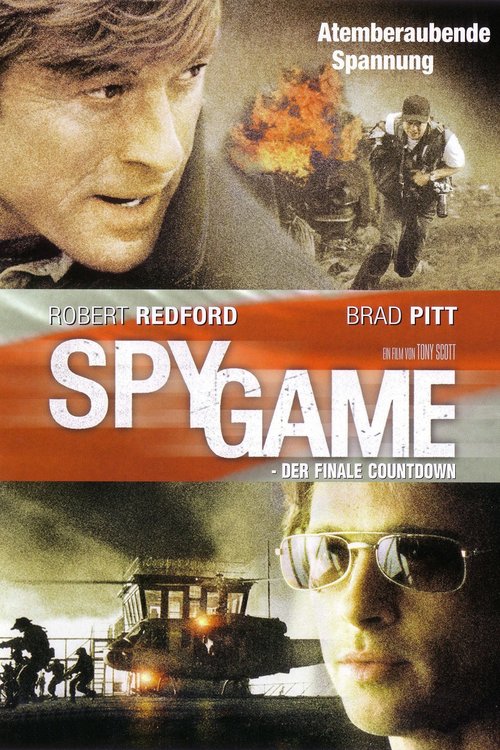 Atemberaubende
Spannung
ROBERT REDFORD
BRAD PITT
EIN FILM VON TONY SCOTT
SPY GAME
- DER FINALE COUNTDOWN